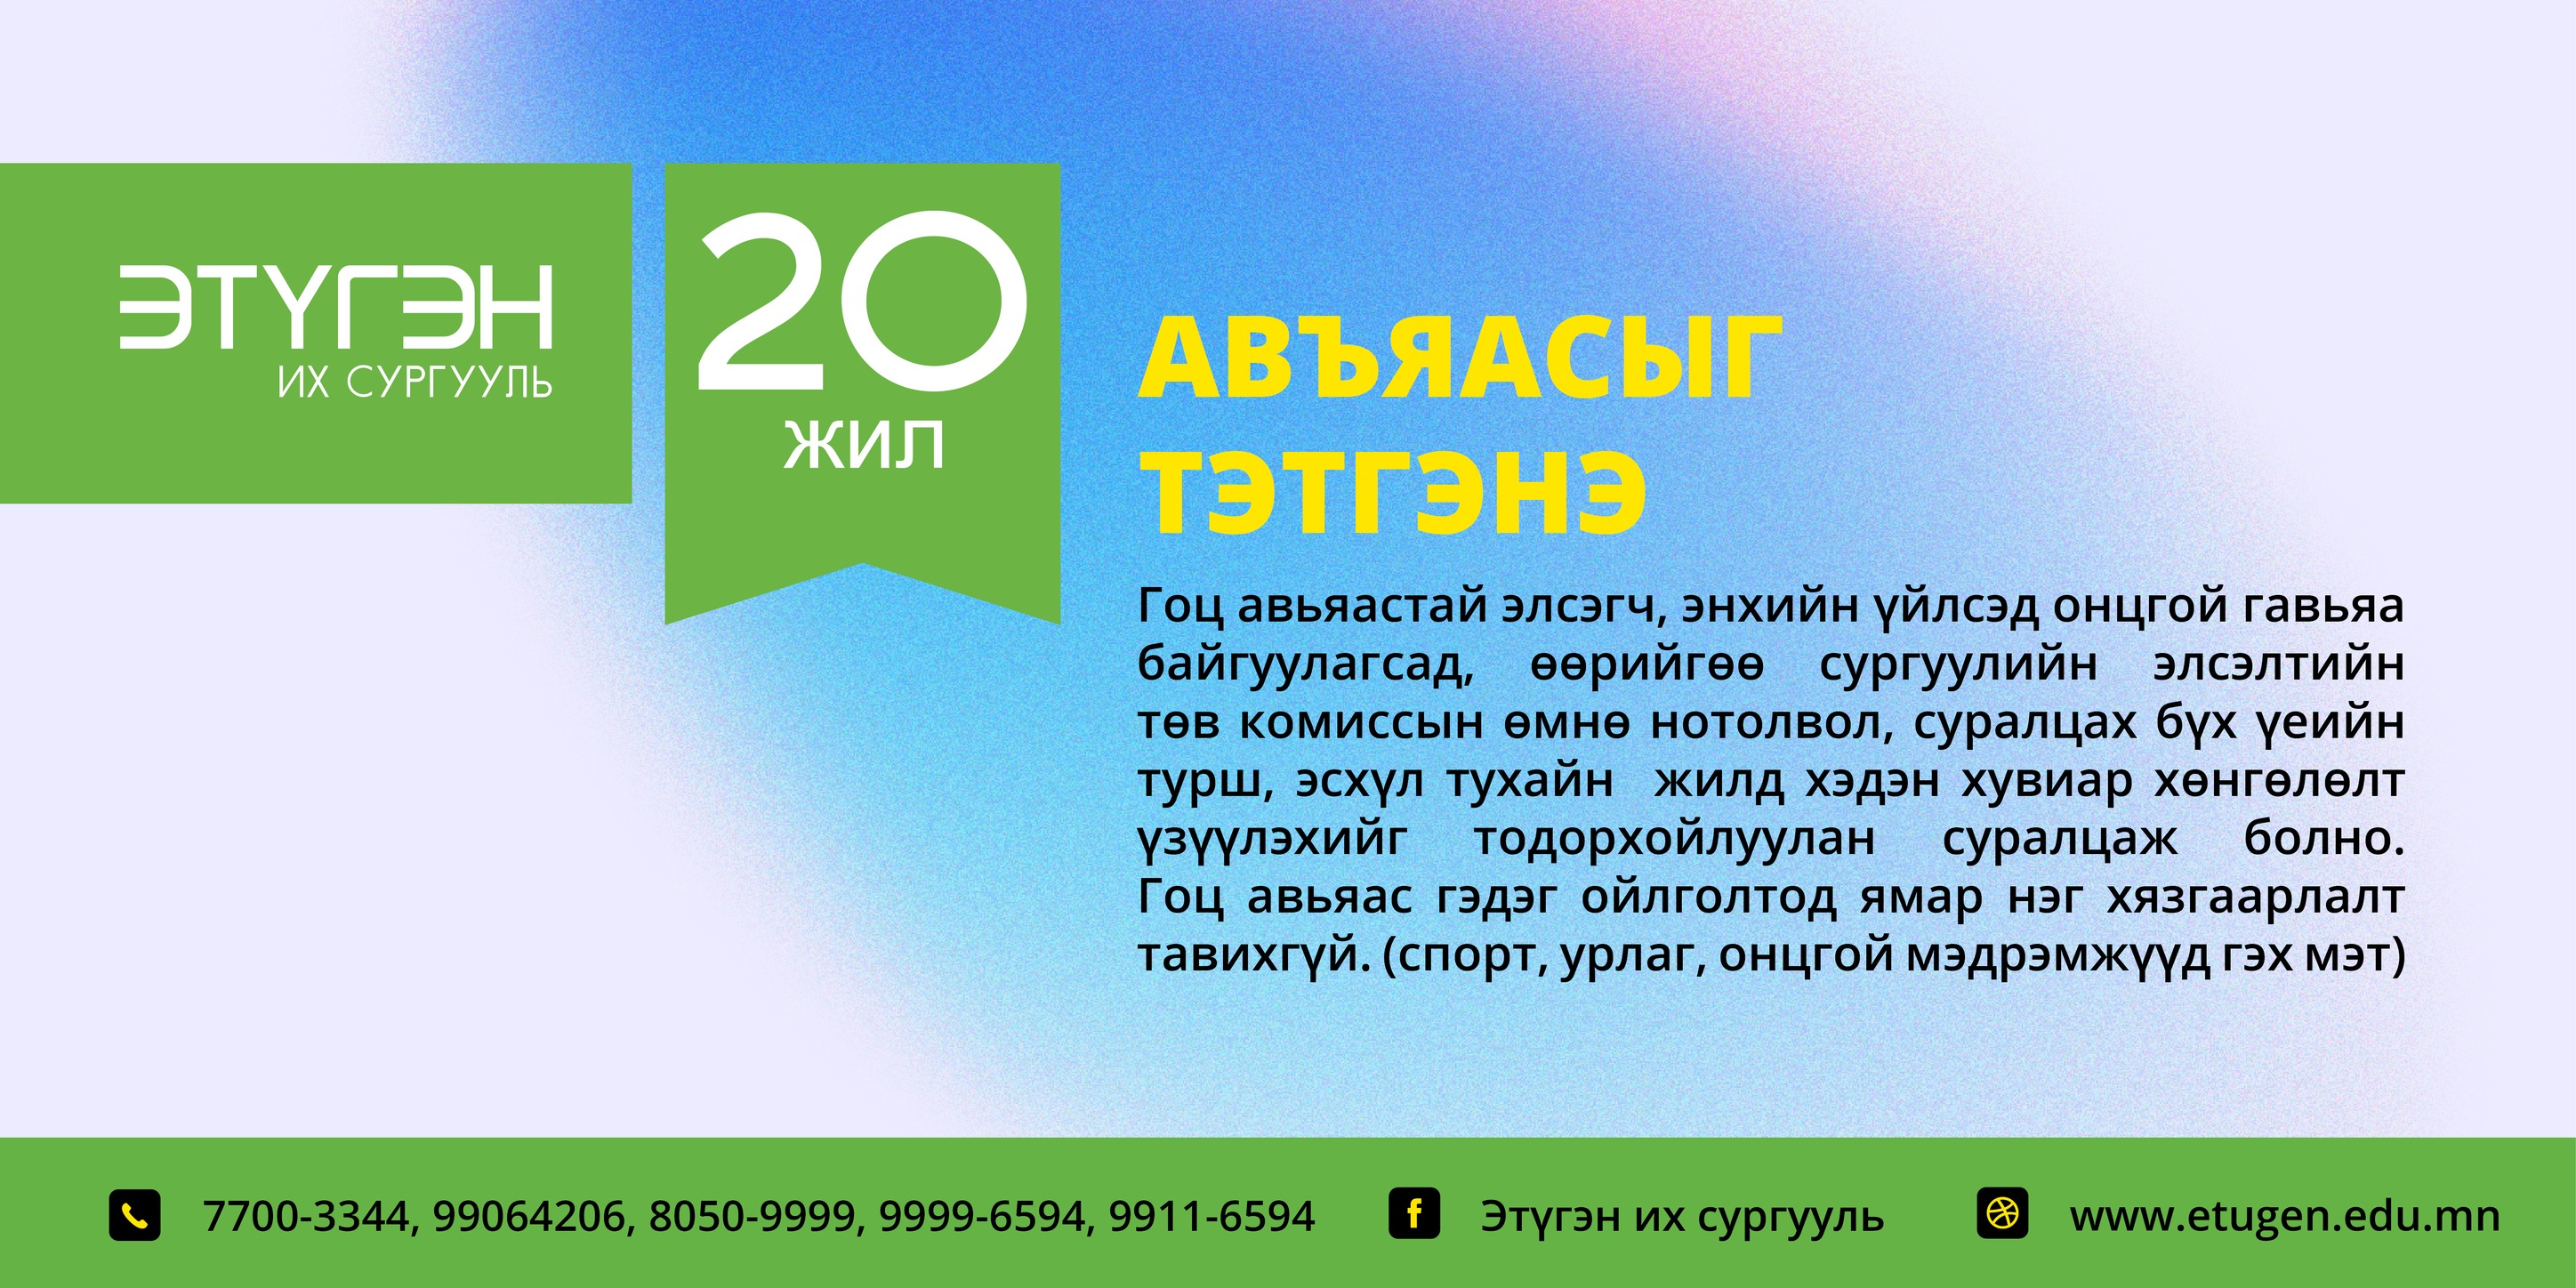 ЭТҮГЭН
ИХ СУРГУУЛЬ
20
ЖИЛ
АВЪЯАСЫГ
ТЭТГЭНЭ
Гоц авьяастай элсэгч, энхийн үйлсэд онцгой гавьяа
байгуулагсад, өөрийгөө сургуулийн элсэлтийн
төв комиссын өмнө нотолвол, суралцах бүх үеийн
турш, эсхүл тухайн жилд хэдэн хувиар хөнгөлөлт
үзүүлэхийг тодорхойлуулан суралцаж болно.
Гоц авьяас гэдэг ойлголтод ямар нэг хязгаарлалт
тавихгүй. (спорт, урлаг, онцгой мэдрэмжүүд гэх мэт)
7700-3344, 99064206, 8050-9999, 9999-6594, 9911-6594
Этүгэн их сургууль
www.etugen.edu.mn